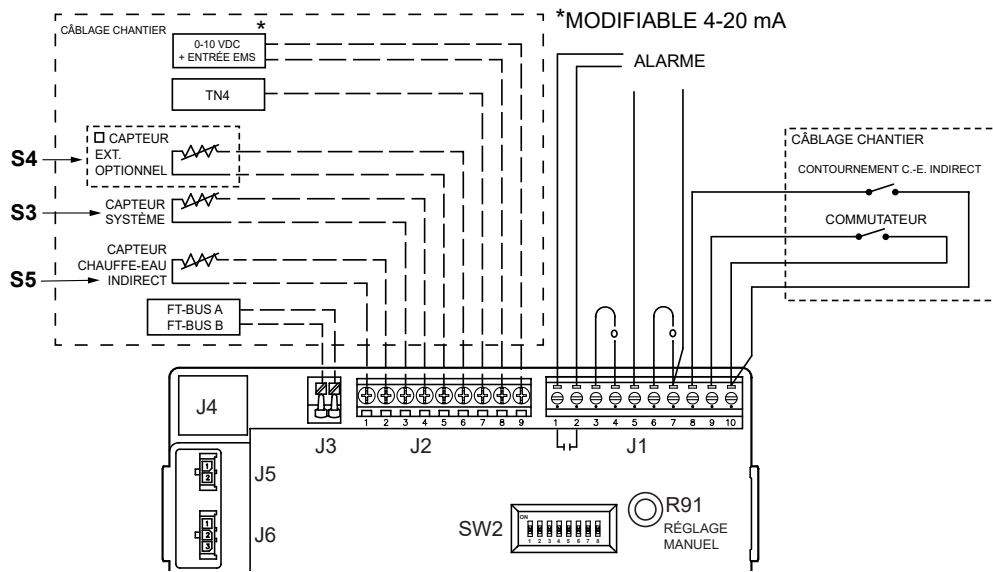 *MODIFIABLE 4-20 mA
CÂBLAGE CHANTIER
*
0-10 VDC
+ ENTRÉE EMS
ALARME
TN4
S4
CAPTEUR
EXT.
OPTIONNEL
S3
CAPTEUR
SYSTÈME
S5
CAPTEUR
CHAUFFE-EAU
INDIRECT
FT-BUS A
FT-BUS B
CÂBLAGE CHANTIER
CONTOURNEMENT C.-E. INDIRECT
COMMUTATEUR
J4
1 2 3 4 5 6 7 8 9
1 2 3 4 5 6 7 8 9 10
J3
J2
J1
J5
1
2
J6
1
2
3
SW2
ON
1 2 3 4 5 6 7 8
R91
RÉGLAGE
MANUEL